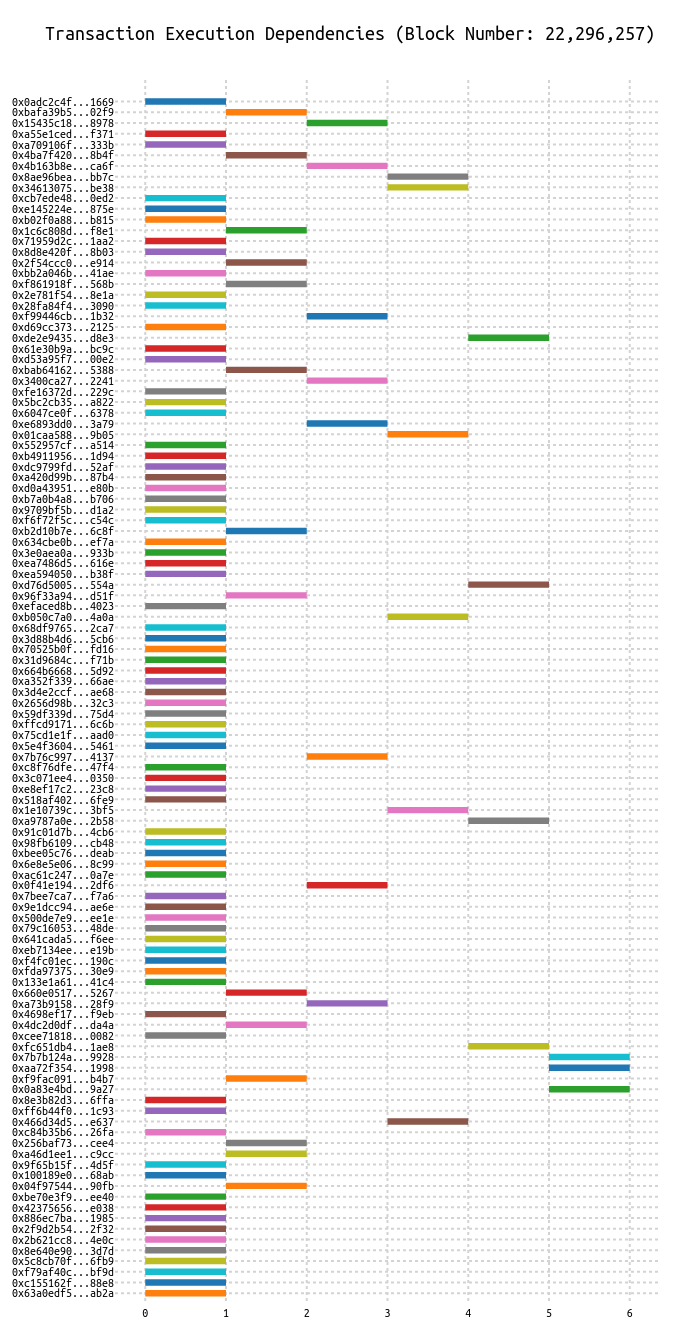 Transaction Execution Dependencies (Block Number: 22,296,257)
0x0adc2c4f...1669
0xbafa39b5...02f9
0x15435c18...8978
0xa55e1ced...f371
0xa709106f...333b
0x4ba7f420...8b4f
0x4b163b8e...ca6f
0x8ae96bea...bb7c
0x34613075...be38
0xcb7ede48...0ed2
0xe145224e...875e
0xb02f0a88...b815
0x1c6c808d...f8e1
0x71959d2c...1aa2
0x8d8e420f...8b03
0x2f54ccc0...e914
0xbb2a046b...41ae
0xf861918f...568b
0x2e781f54...8e1a
0x28fa84f4...3090
0xf99446cb...1b32
0xd69cc373...2125
0xde2e9435...d8e3
0x61e30b9a...bc9c
0xd53a95f7...00e2
0xbab64162...5388
0x3400ca27...2241
0xfe16372d...229c
0x5bc2cb35...a822
0x6047ce0f...6378
0xe6893dd0...3a79
0x01caa588...9b05
0x552957cf...a514
0xb4911956...1d94
0xdc9799fd...52af
0xa420d99b...87b4
0xd0a43951...e80b
0xb7a0b4a8...b706
0x9709bf5b...d1a2
0xf6f72f5c...c54c
0xb2d10b7e...6c8f
0x634cbe0b...ef7a
0x3e0aea0a...933b
0xea7486d5...616e
0xea594050...b38f
0xd76d5005...554a
0x96f33a94...d51f
0xefaced8b...4023
0xb050c7a0...4a0a
0x68df9765...2ca7
0x3d88b4d6...5cb6
0x70525b0f...fd16
0x31d9684c...f71b
0x664b6668...5d92
0xa352f339...66ae
0x3d4e2ccf...ae68
0x2656d98b...32c3
0x59df339d...75d4
0xffcd9171...6c6b
0x75cd1e1f...aad0
0x5e4f3604...5461
0x7b76c997...4137
0xc8f76dfe...47f4
0x3c071ee4...0350
0xe8ef17c2...23c8
0x518af402...6fe9
0x1e10739c...3bf5
0xa9787a0e...2b58
0x91c01d7b...4cb6
0x98fb6109...cb48
0xbee05c76...deab
0x6e8e5e06...8c99
0xac61c247...0a7e
0x0f41e194...2df6
0x7bee7ca7...f7a6
0x9e1dcc94...ae6e
0x500de7e9...ee1e
0x79c16053...48de
0x641cada5...f6ee
0xeb7134ee...e19b
0xf4fc01ec...190c
0xfda97375...30e9
0x133e1a61...41c4
0x660e0517...5267
0xa73b9158...28f9
0x4698ef17...f9eb
0x4dc2d0df...da4a
0xcee71818...0082
0xfc651db4...1ae8
0x7b7b124a...9928
0xaa72f354...1998
0xf9fac091...b4b7
0x0a83e4bd...9a27
0x8e3b82d3...6ffa
0xff6b44f0...1c93
0x466d34d5...e637
0xc84b35b6...26fa
0x256baf73...cee4
0xa46d1ee1...c9cc
0x9f65b15f...4d5f
0x100189e0...68ab
0x04f97544...90fb
0xbe70e3f9...ee40
0x42375656...e038
0x886ec7ba...1985
0x2f9d2b54...2f32
0x2b621cc8...4e0c
0x8e640e90...3d7d
0x5c8cb70f...6fb9
0xf79af40c...bf9d
0xc155162f...88e8
0x63a0edf5...ab2a
0 1 2 3 4 5 6